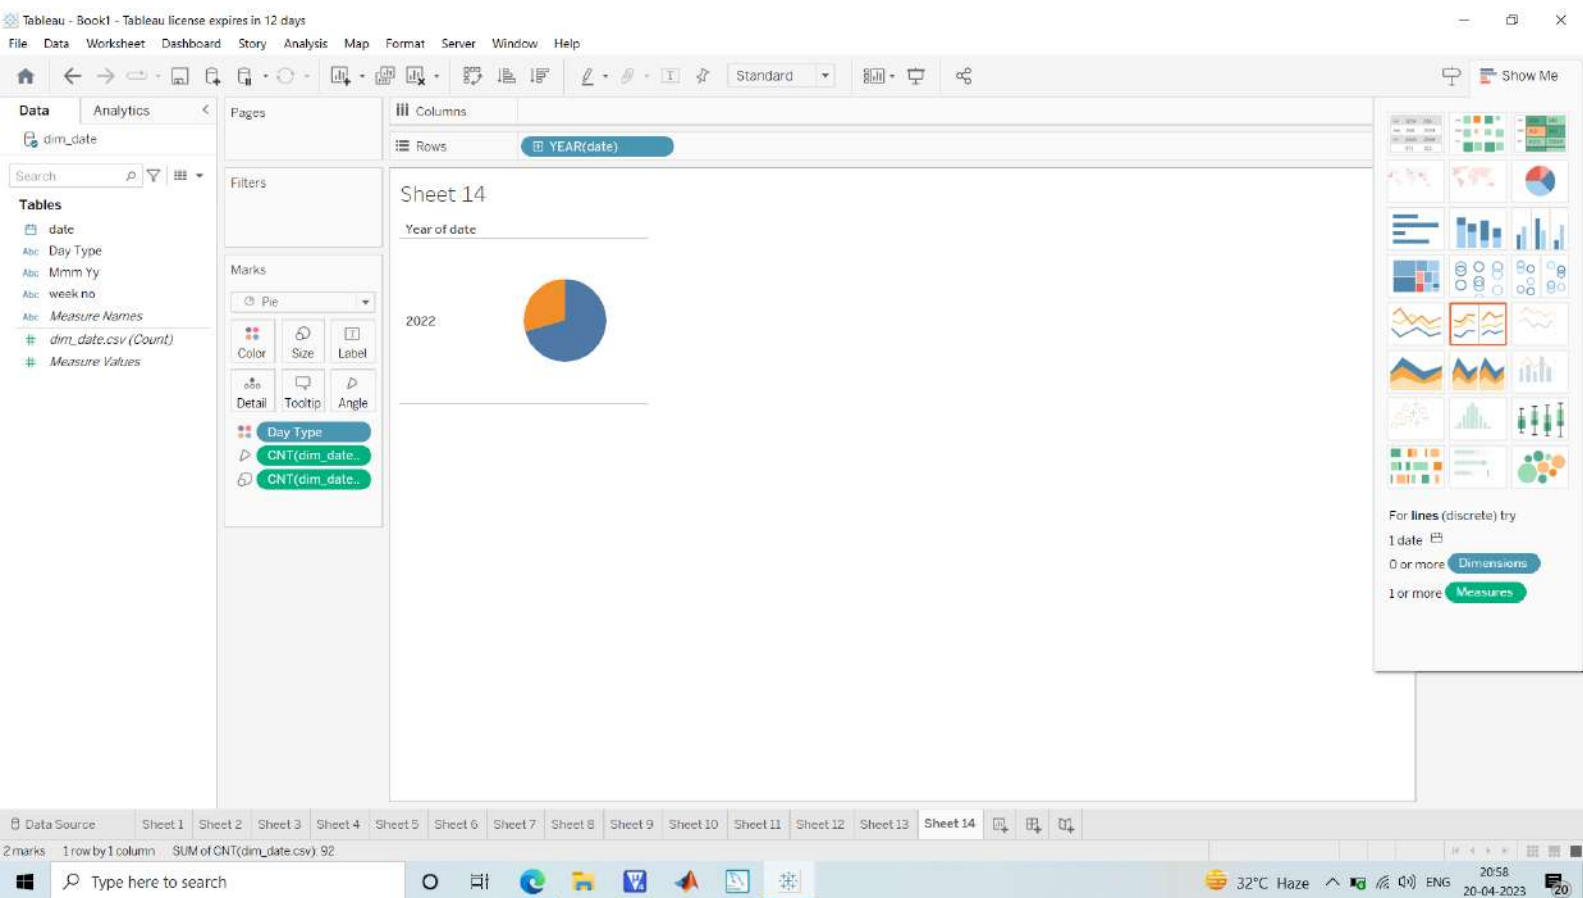 Tableau - Book1 - Tableau license expires in 12 days
File Data Worksheet Dashboard Story Analysis Map Format Server Window Help
Standard
Show Me
Data Analytics
dim_date
Search
Tables
date
Abc Day Type
Abc Mmm Yy
Abc week no
Abc Measure Names
# dim_date.csv (Count)
# Measure Values
Pages
Filters
Marks
Pie
Color Size Label
Detail Tooltip Angle
Day Type
CNT(dim_date..
CNT(dim_date..
Columns
Rows YEAR(date)
Sheet 14
Year of date
2022
For lines (discrete) try
1 date
0 or more Dimensions
1 or more Measures
Data Source Sheet 1 Sheet 2 Sheet 3 Sheet 4 Sheet 5 Sheet 6 Sheet 7 Sheet 8 Sheet 9 Sheet 10 Sheet 11 Sheet 12 Sheet 13 Sheet 14
2 marks 1 row by 1 column SUM of CNT(dim_date.csv): 92
Type here to search
32°C Haze ENG
20:58
20-04-2023
20